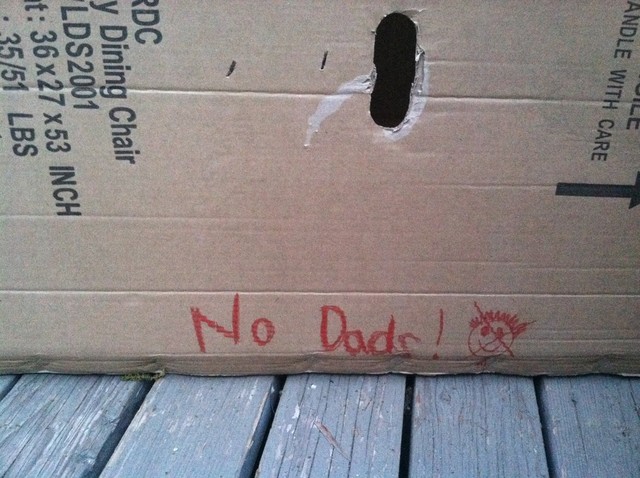 RDC
y Dining Chair
LDS2001
t: 36 x 27 x 53 INCH
: 35/51 LBS
ANDLE WITH CARE
No Dads!